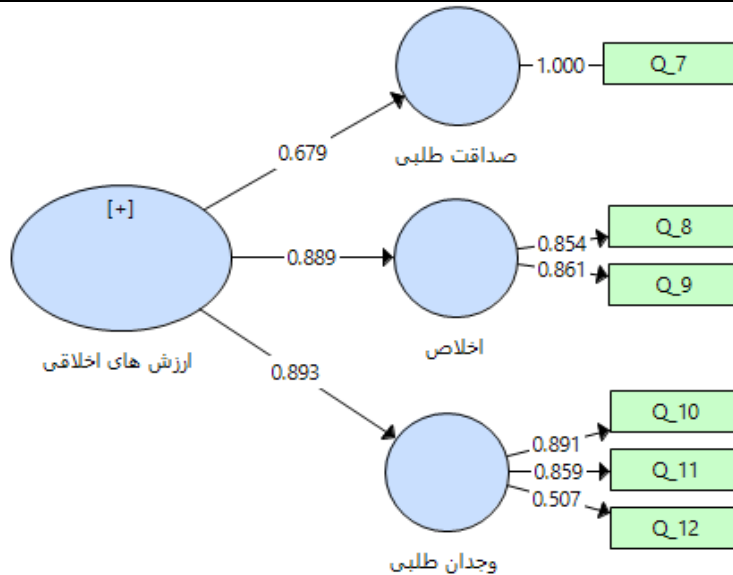 1.000
Q_7
صداقت طلبی
0.679
[+]
ارزش های اخلاقی
0.889
0.854
0.861
Q_8
Q_9
اخلاص
0.893
0.891
0.859
0.507
Q_10
Q_11
Q_12
وجدان طلبی